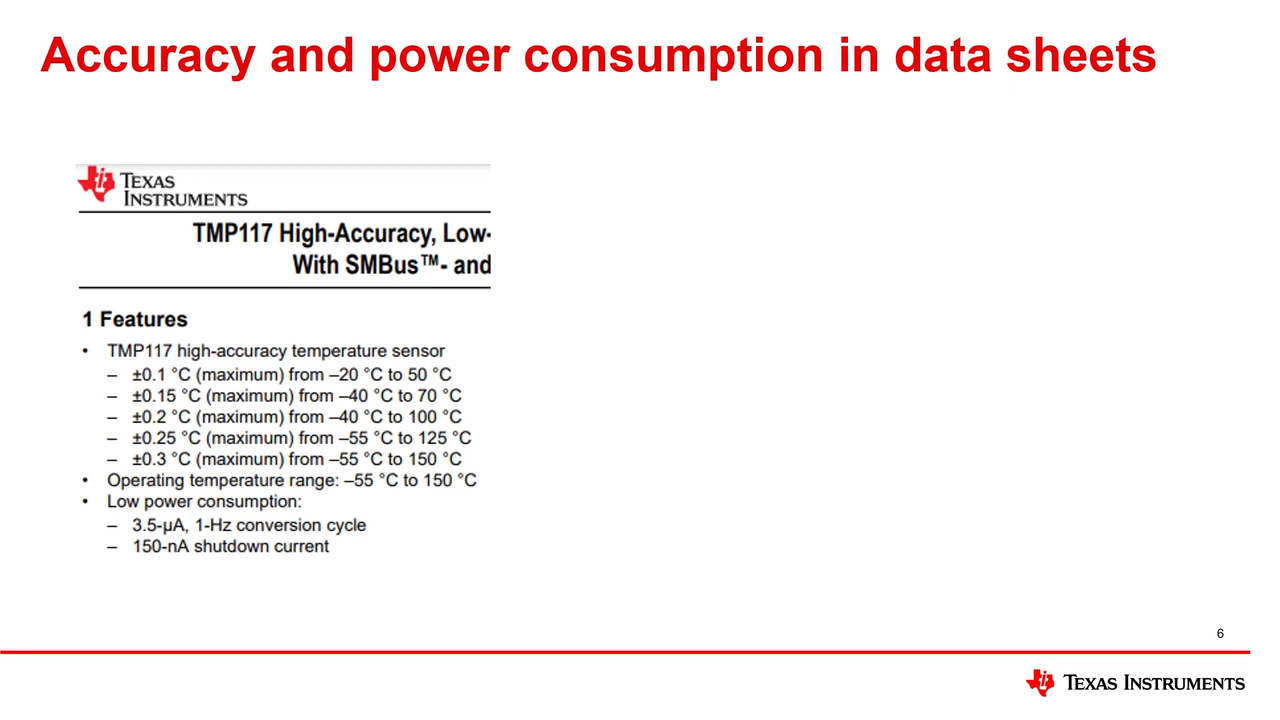 Accuracy and power consumption in data sheets
TEXAS
INSTRUMENTS
TMP117 High-Accuracy, Low-
With SMBus™- and
1 Features
• TMP117 high-accuracy temperature sensor
– ±0.1 °C (maximum) from –20 °C to 50 °C
– ±0.15 °C (maximum) from –40 °C to 70 °C
– ±0.2 °C (maximum) from –40 °C to 100 °C
– ±0.25 °C (maximum) from –55 °C to 125 °C
– ±0.3 °C (maximum) from –55 °C to 150 °C
• Operating temperature range: –55 °C to 150 °C
• Low power consumption:
– 3.5-μA, 1-Hz conversion cycle
– 150-nA shutdown current
6
TEXAS INSTRUMENTS